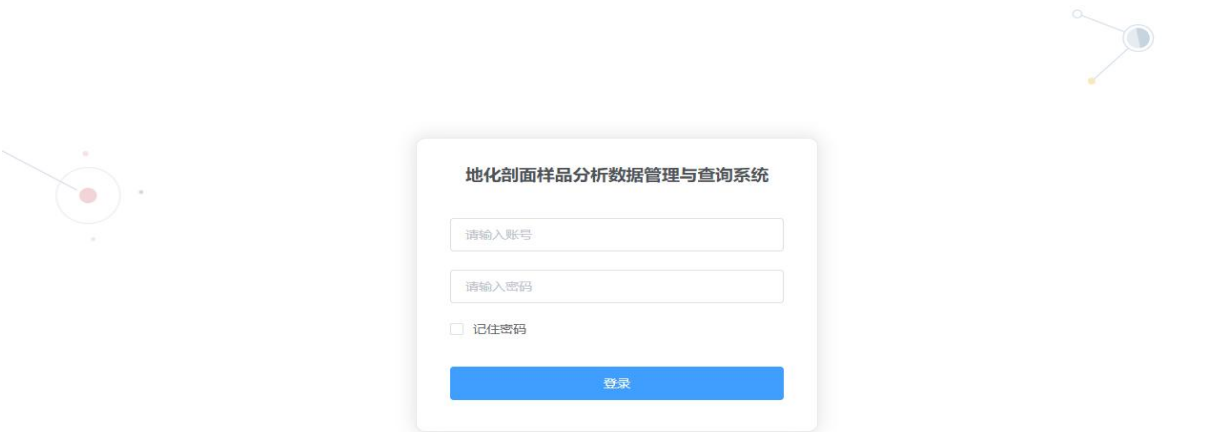 地化剖面样品分析数据管理与查询系统
请输入账号
请输入密码
记住密码
登录